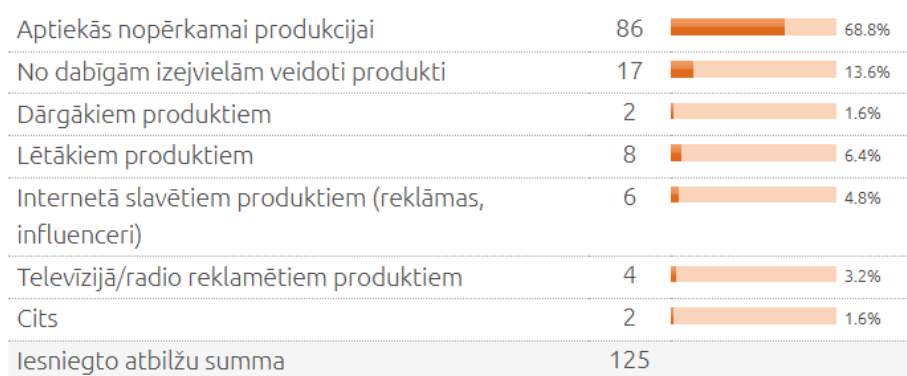 Aptiekās nopērkamai produkcijai 86 68.8%
No dabīgām izejvielām veidoti produkti 17 13.6%
Dārgākiem produktiem 2 1.6%
Lētākiem produktiem 8 6.4%
Internetā slavētiem produktiem (reklāmas, 6 4.8%
influenceri)
Televīzijā/radio reklamētiem produktiem 4 3.2%
Cits 2 1.6%
Iesniegto atbilžu summa 125